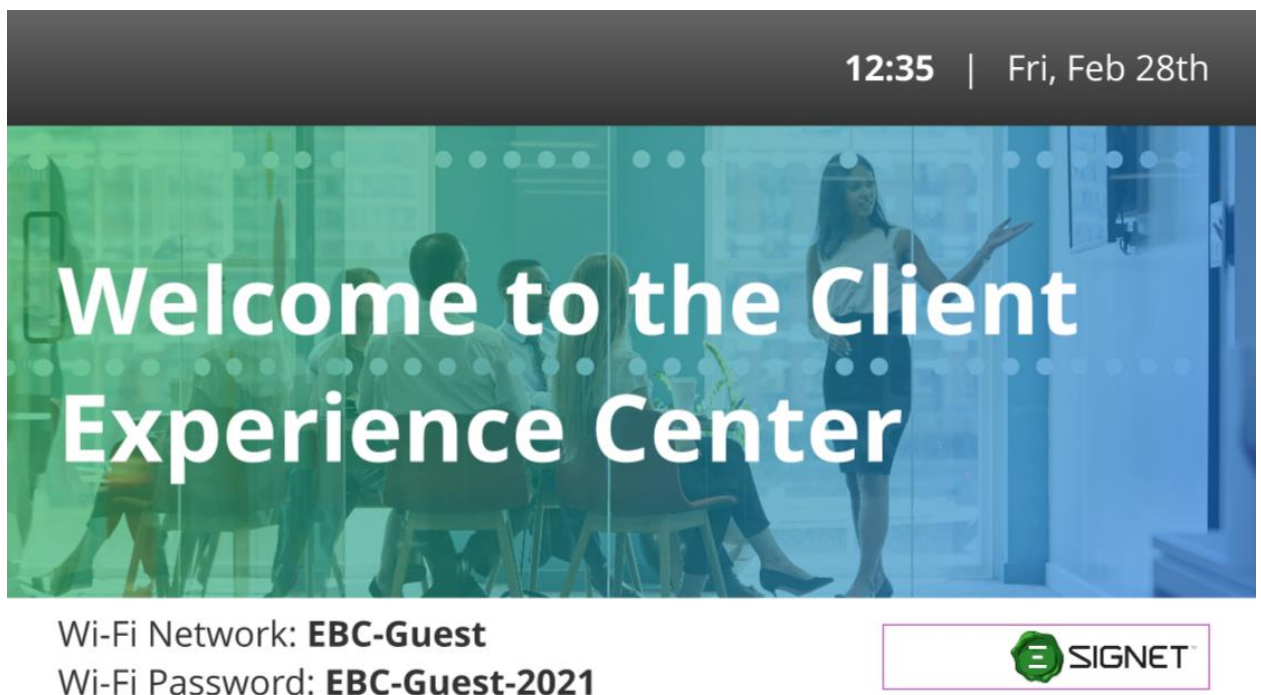 12:35 | Fri, Feb 28th
Welcome to the Client
Experience Center
Wi-Fi Network: EBC-Guest
Wi-Fi Password: EBC-Guest-2021
SIGNET™